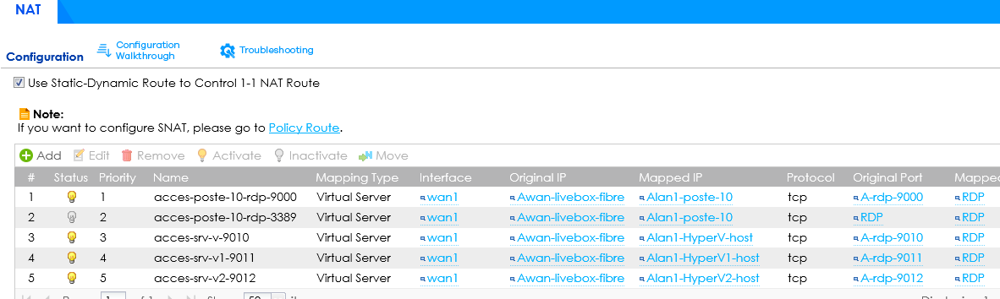 NAT
Configuration
Configuration Walkthrough
Troubleshooting
Use Static-Dynamic Route to Control 1-1 NAT Route
Note:
If you want to configure SNAT, please go to Policy Route.
Add Edit Remove Activate Inactivate Move
# Status Priority Name Mapping Type Interface Original IP Mapped IP Protocol Original Port Mapped
1 1 acces-poste-10-rdp-9000 Virtual Server wan1 Awan-livebox-fibre Alan1-poste-10 tcp A-rdp-9000 RDP
2 2 acces-poste-10-rdp-3389 Virtual Server wan1 Awan-livebox-fibre Alan1-poste-10 tcp RDP RDP
3 3 acces-srv-v-9010 Virtual Server wan1 Awan-livebox-fibre Alan1-HyperV-host tcp A-rdp-9010 RDP
4 4 acces-srv-v1-9011 Virtual Server wan1 Awan-livebox-fibre Alan1-HyperV1-host tcp A-rdp-9011 RDP
5 5 acces-srv-v2-9012 Virtual Server wan1 Awan-livebox-fibre Alan1-HyperV2-host tcp A-rdp-9012 RDP